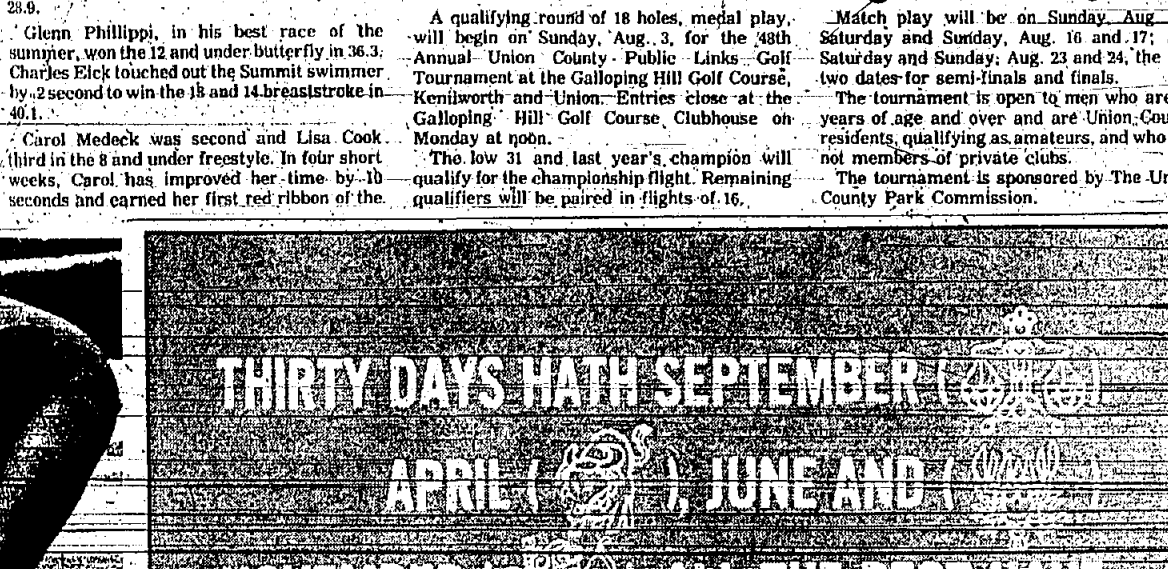 28.9.
Glenn Phillippi, in his best race of the
summer, won the 12 and under butterfly in 36.3.
Charles Eick touched out the Summit swimmer
by .2 second to win the 13 and 14 breaststroke in
40.1.
Carol Medeck was second and Lisa Cook
third in the 8 and under freestyle. In four short
weeks, Carol has improved her time by 10
seconds and earned her first red ribbon of the
A qualifying round of 18 holes, medal play,
will begin on Sunday, Aug. 3, for the 48th
Annual Union County Public Links Golf
Tournament at the Galloping Hill Golf Course,
Kenilworth and Union. Entries close at the
Galloping Hill Golf Course Clubhouse on
Monday at noon.
The low 31 and last year's champion will
qualify for the championship flight. Remaining
qualifiers will be paired in flights of 16.
Match play will be on Sunday, Aug.
Saturday and Sunday, Aug. 16 and 17;
Saturday and Sunday, Aug. 23 and 24, the
two dates for semi-finals and finals.
The tournament is open to men who are
years of age and over and are Union Cou
residents, qualifying as amateurs, and who
not members of private clubs.
The tournament is sponsored by The Un
County Park Commission.
THIRTY DAYS HATH SEPTEMBER (
APRIL ( ), JUNE AND ( )